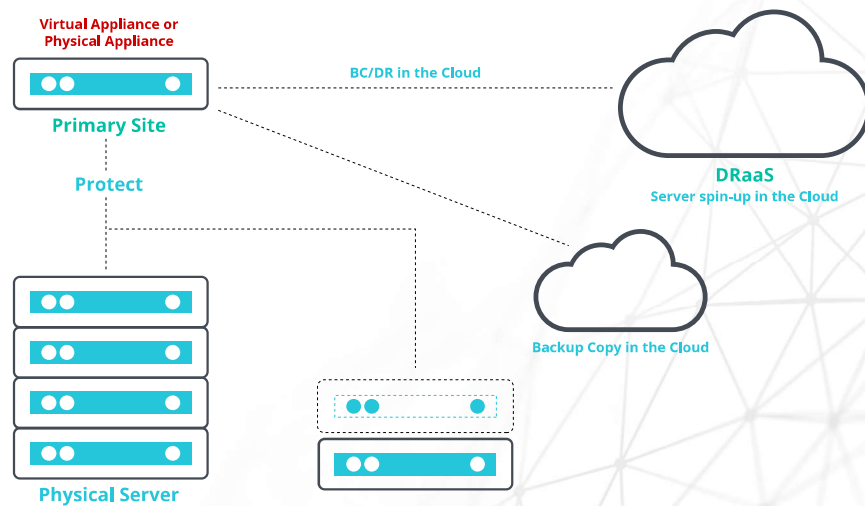 Virtual Appliance or
Physical Appliance
BC/DR in the Cloud
Primary Site
Protect
DRaaS
Server spin-up in the Cloud
Backup Copy in the Cloud
Physical Server